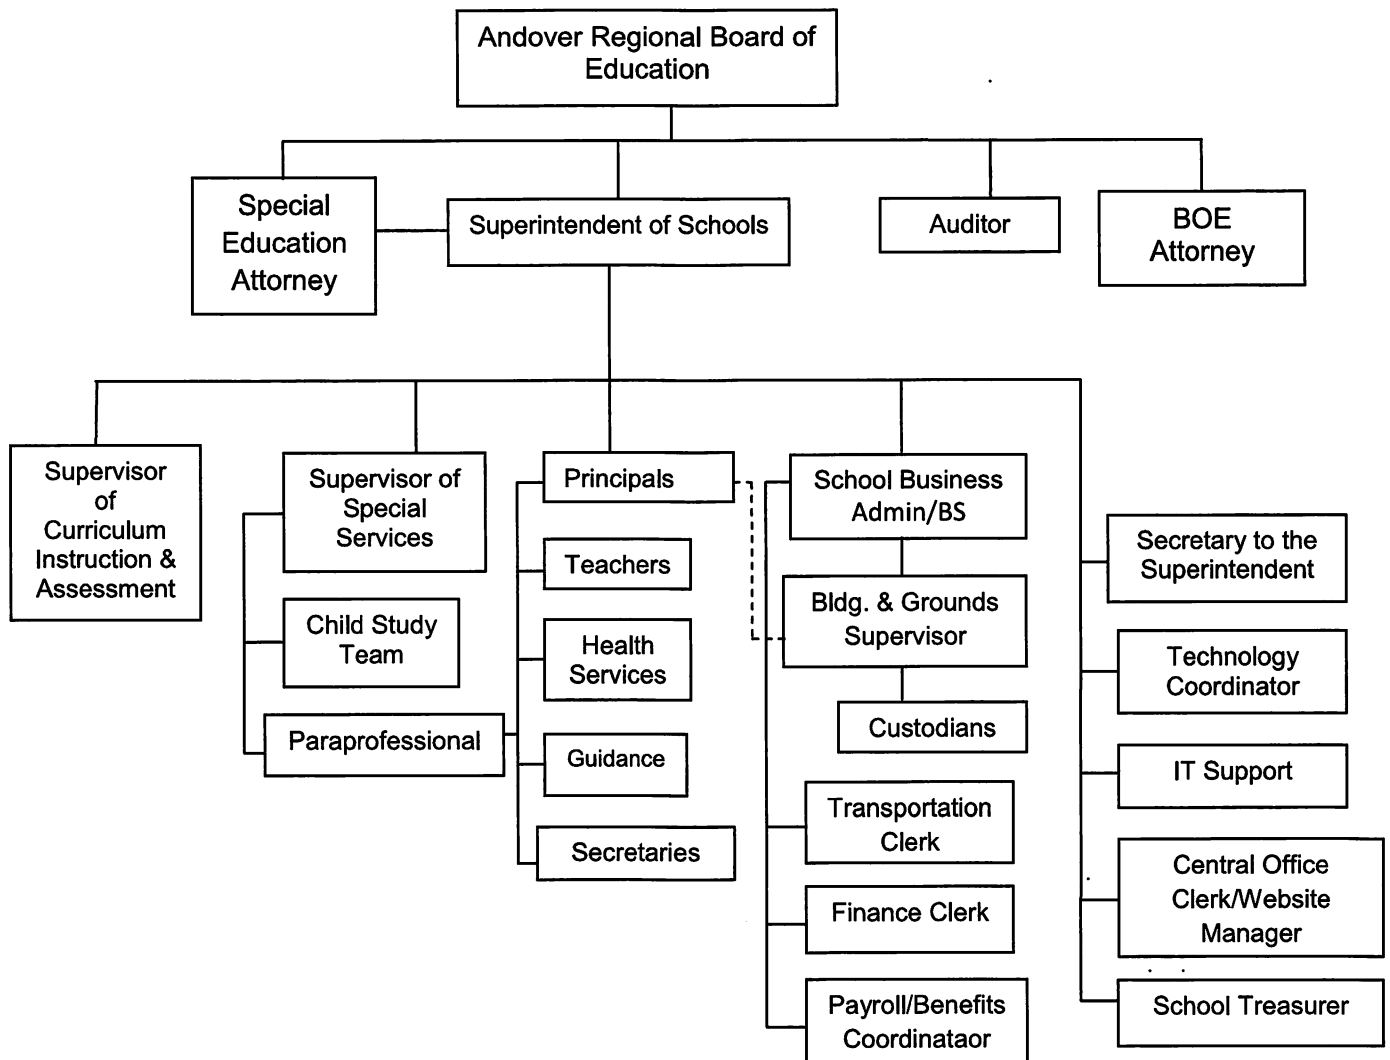 Andover Regional Board of
Education
Special
Education
Attorney
Superintendent of Schools
Auditor
BOE
Attorney
Supervisor
of
Curriculum
Instruction &
Assessment
Supervisor of
Special
Services
Child Study
Team
Paraprofessional
Principals
Teachers
Health
Services
Guidance
Secretaries
School Business
Admin/BS
Bldg. & Grounds
Supervisor
Custodians
Transportation
Clerk
Finance Clerk
Payroll/Benefits
Coordinataor
Secretary to the
Superintendent
Technology
Coordinator
IT Support
Central Office
Clerk/Website
Manager
School Treasurer